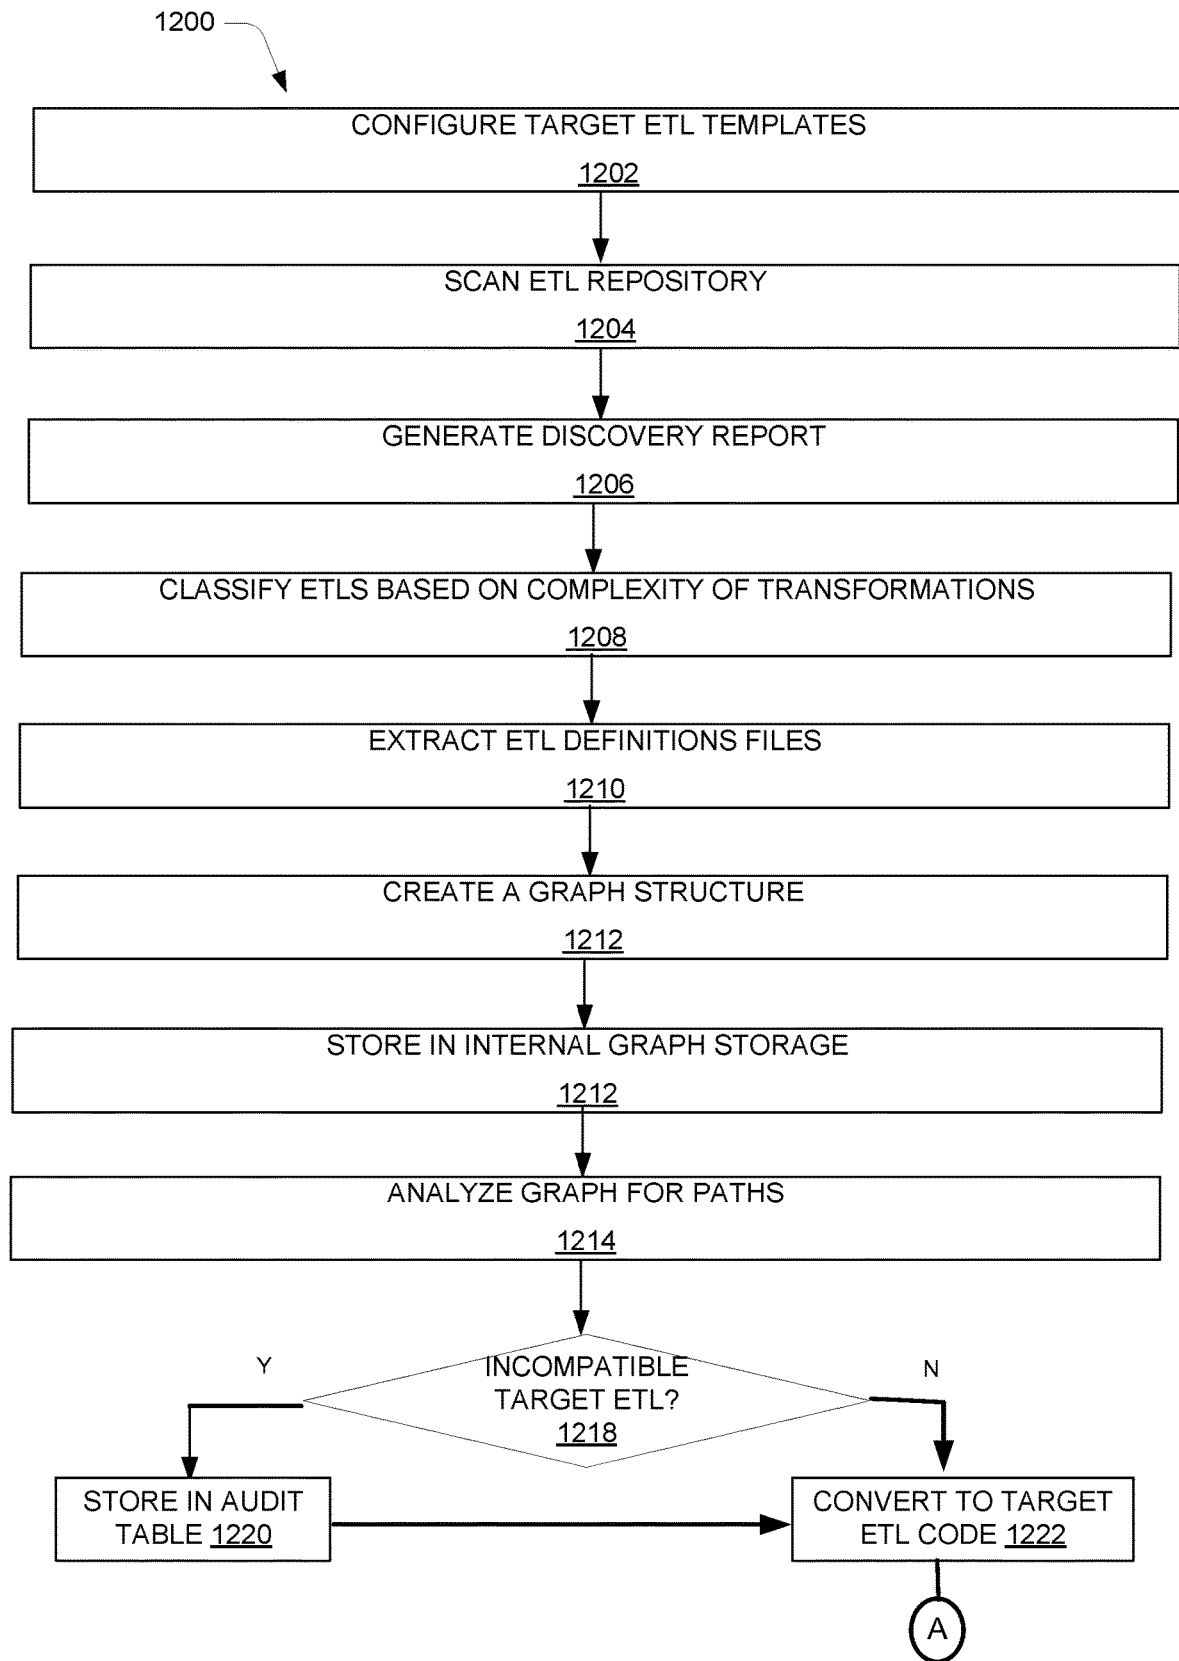 1200
CONFIGURE TARGET ETL TEMPLATES
1202
SCAN ETL REPOSITORY
1204
GENERATE DISCOVERY REPORT
1206
CLASSIFY ETLS BASED ON COMPLEXITY OF TRANSFORMATIONS
1208
EXTRACT ETL DEFINITIONS FILES
1210
CREATE A GRAPH STRUCTURE
1212
STORE IN INTERNAL GRAPH STORAGE
1212
ANALYZE GRAPH FOR PATHS
1214
Y
INCOMPATIBLE
TARGET ETL?
1218
N
STORE IN AUDIT
TABLE 1220
CONVERT TO TARGET
ETL CODE 1222
A